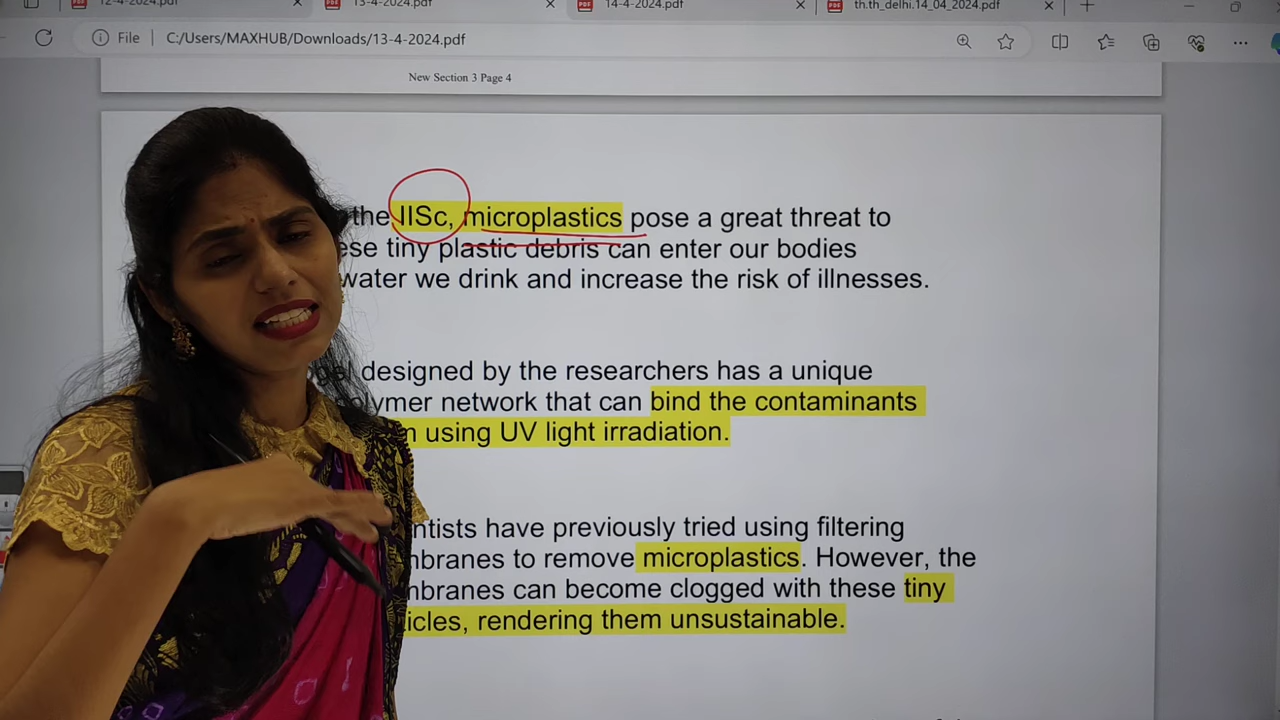 12-4-2024.pdf 13-4-2024.pdf 14-4-2024.pdf th.th_delhi.14_04_2024.pdf
File C:/Users/MAXHUB/Downloads/13-4-2024.pdf
New Section 3 Page 4
the IISc, microplastics pose a great threat to
ese tiny plastic debris can enter our bodies
water we drink and increase the risk of illnesses.
gel designed by the researchers has a unique
olymer network that can bind the contaminants
m using UV light irradiation.
ntists have previously tried using filtering
nbranes to remove microplastics. However, the
nbranes can become clogged with these tiny
icles, rendering them unsustainable.